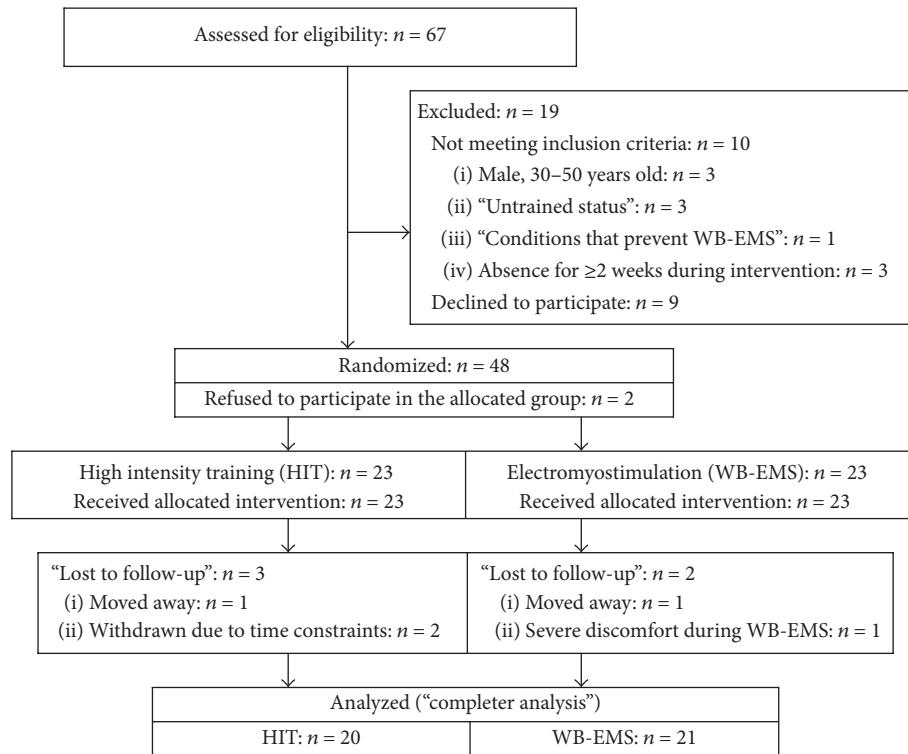 Assessed for eligibility: n = 67
Excluded: n = 19
Not meeting inclusion criteria: n = 10
(i) Male, 30–50 years old: n = 3
(ii) “Untrained status”: n = 3
(iii) “Conditions that prevent WB-EMS”: n = 1
(iv) Absence for ≥2 weeks during intervention: n = 3
Declined to participate: n = 9
Randomized: n = 48
Refused to participate in the allocated group: n = 2
High intensity training (HIT): n = 23
Received allocated intervention: n = 23
Electromyostimulation (WB-EMS): n = 23
Received allocated intervention: n = 23
“Lost to follow-up”: n = 3
(i) Moved away: n = 1
(ii) Withdrawn due to time constraints: n = 2
“Lost to follow-up”: n = 2
(i) Moved away: n = 1
(ii) Severe discomfort during WB-EMS: n = 1
Analyzed (“completer analysis”)
HIT: n = 20
WB-EMS: n = 21